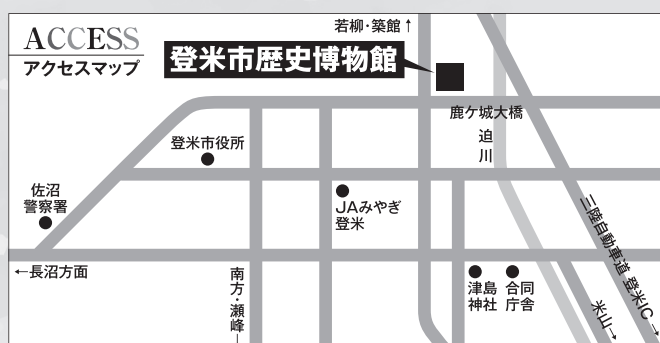 ACCESS
アクセスマップ
若柳・築館↑
登米市歴史博物館
鹿ケ城大橋
迫川
登米市役所
佐沼
警察署
JAみやぎ
登米
←長沼方面
南方・瀬峰
津島
神社
合同
庁舎
三陸自動車道 登米IC→
米山→